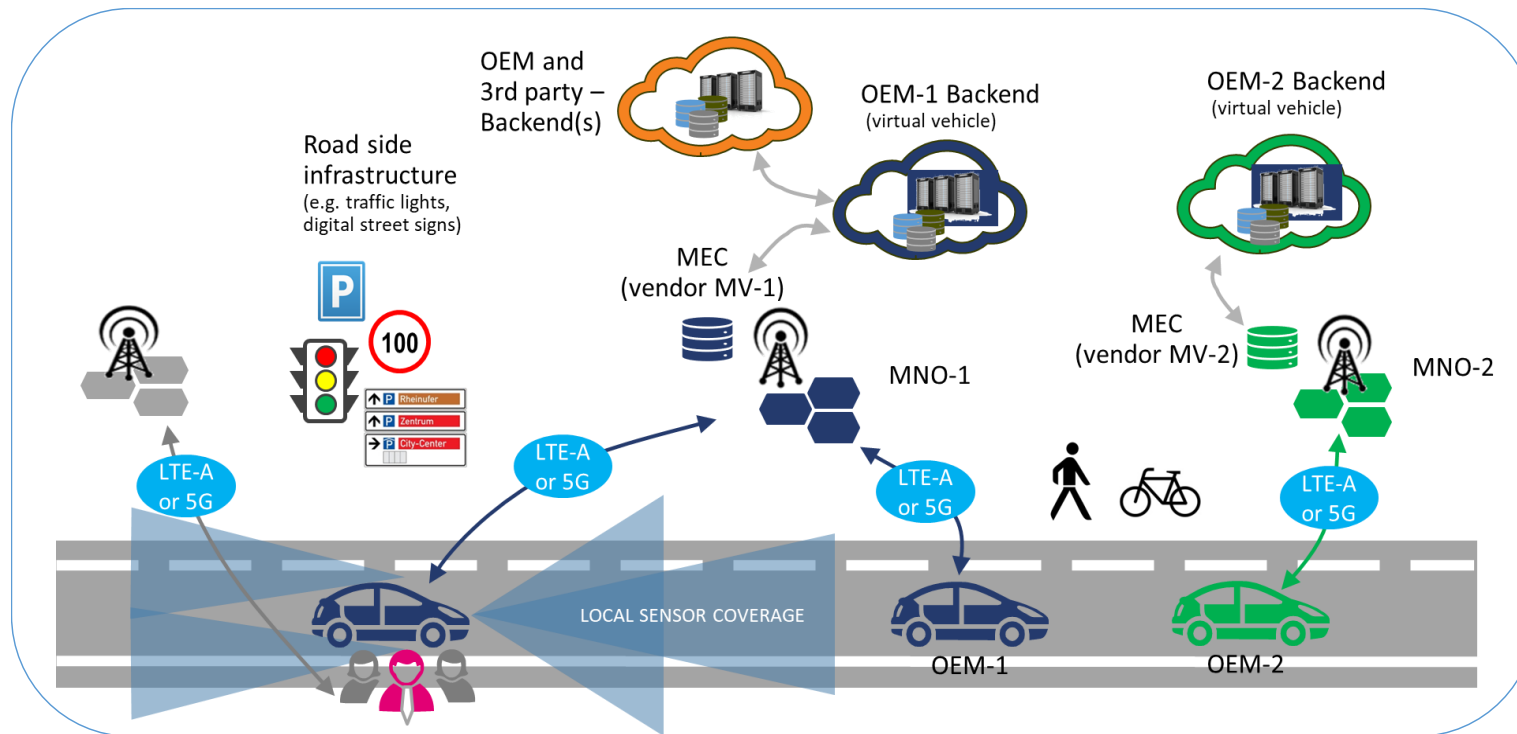 OEM and
3rd party –
Backend(s)
OEM-1 Backend
(virtual vehicle)
OEM-2 Backend
(virtual vehicle)
Road side
infrastructure
(e.g. traffic lights,
digital street signs)
P
100
P Rheinufer
P Zentrum
P City-Center
MEC
(vendor MV-1)
MNO-1
MEC
(vendor MV-2)
MNO-2
LTE-A
or 5G
LTE-A
or 5G
LTE-A
or 5G
LTE-A
or 5G
LOCAL SENSOR COVERAGE
OEM-1
OEM-2